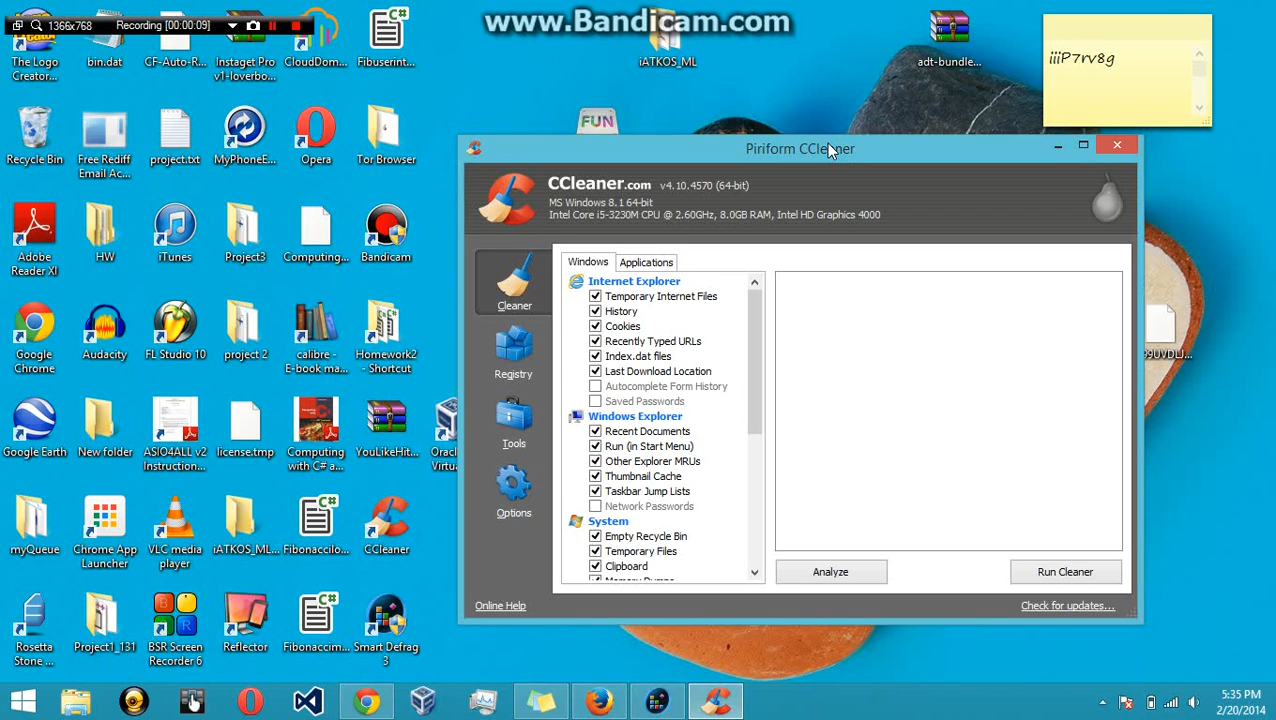 1366x768 Recording [00:00:09]
www.Bandicam.com
The Logo
Creator...
bin.dat
CF-Auto-R...
Instaget Pro
v1-loverbo...
CloudDom...
Fibuserint...
iATKOS_ML
adt-bundle...
iiiP7rv8g
FUN
Recycle Bin
Free Rediff
Email Ac...
project.txt
MyPhoneE...
Opera
Tor Browser
Adobe
Reader XI
HW
iTunes
Project3
Computing...
Bandicam
Google
Chrome
Audacity
FL Studio 10
project 2
calibre -
E-book ma...
Homework2
- Shortcut
Google Earth
New folder
ASIO4ALL v2
Instruction...
license.tmp
Computing
with C# a...
YouLikeHit...
Oracl
Virtua
myQueue
Chrome App
Launcher
VLC media
player
iATKOS_ML...
Fibonaccilo...
CCleaner
Rosetta
Stone ...
Project1_131
BSR Screen
Recorder 6
Reflector
Fibonaccim...
Smart Defrag
3
Piriform CCleaner
CCleaner.com v4.10.4570 (64-bit)
MS Windows 8.1 64-bit
Intel Core i5-3230M CPU @ 2.60GHz, 8.0GB RAM, Intel HD Graphics 4000
Cleaner
Registry
Tools
Options
Windows Applications
Internet Explorer
Temporary Internet Files
History
Cookies
Recently Typed URLs
Index.dat files
Last Download Location
Autocomplete Form History
Saved Passwords
Windows Explorer
Recent Documents
Run (in Start Menu)
Other Explorer MRUs
Thumbnail Cache
Taskbar Jump Lists
Network Passwords
System
Empty Recycle Bin
Temporary Files
Clipboard
Memory Dumps
Analyze
Run Cleaner
Online Help
Check for updates...
99UVDLJ...
5:35 PM
2/20/2014